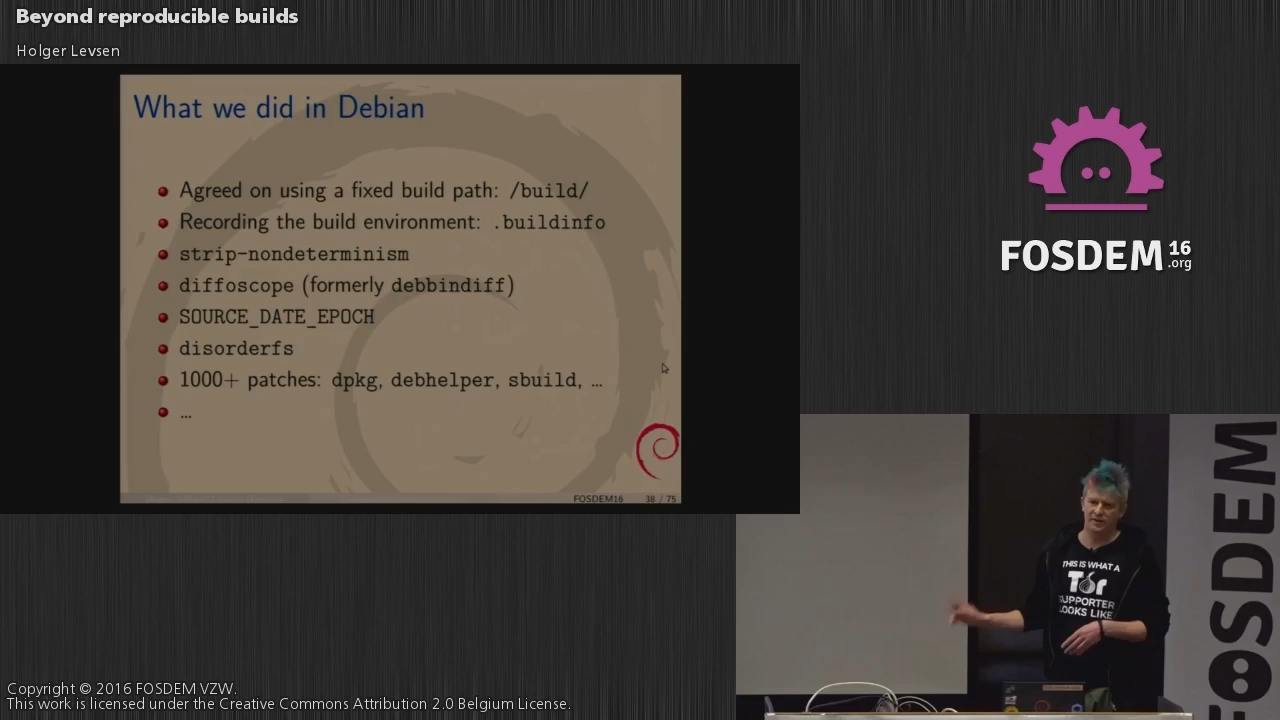 Beyond reproducible builds
Holger Levsen
What we did in Debian
Agreed on using a fixed build path: /build/
Recording the build environment: .buildinfo
strip-nondeterminism
diffoscope (formerly debbindiff)
SOURCE_DATE_EPOCH
disorderfs
1000+ patches: dpkg, debhelper, sbuild, …
…
FOSDEM16 38 / 75
FOSDEM 16
.org
THIS IS WHAT A
Tor
SUPPORTER
LOOKS LIKE
FOSDEM
Copyright © 2016 FOSDEM VZW.
This work is licensed under the Creative Commons Attribution 2.0 Belgium License.